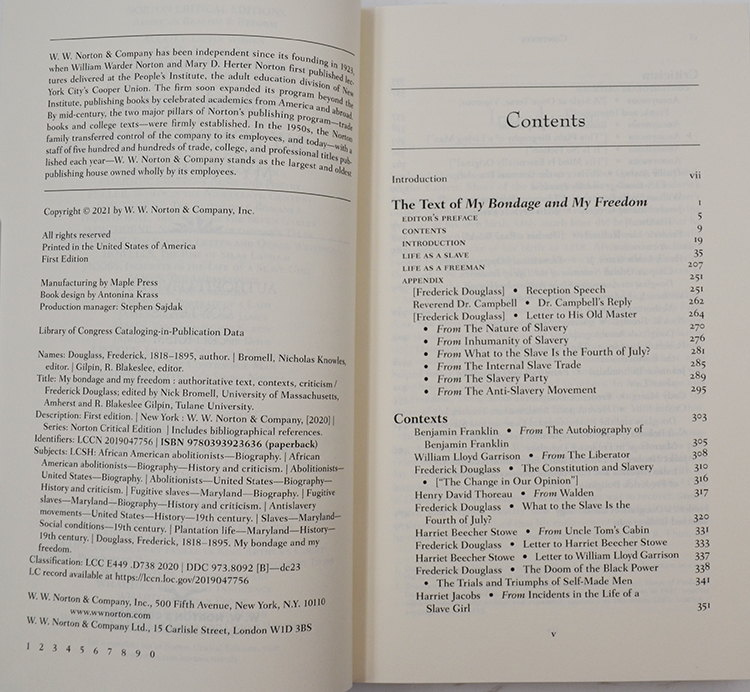 W. W. Norton & Company has been independent since its founding in 1923,
when William Warder Norton and Mary D. Herter Norton first published lec-
tures delivered at the People's Institute, the adult education division of New
York City's Cooper Union. The firm soon expanded its program beyond the
Institute, publishing books by celebrated academics from America and abroad.
By mid-century, the two major pillars of Norton's publishing program—trade
books and college texts—were firmly established. In the 1950s, the Norton
family transferred control of the company to its employees, and today—with a
staff of five hundred and hundreds of trade, college, and professional titles pub-
lished each year—W. W. Norton & Company stands as the largest and oldest
publishing house owned wholly by its employees.
Copyright © 2021 by W. W. Norton & Company, Inc.
All rights reserved
Printed in the United States of America
First Edition
Manufacturing by Maple Press
Book design by Antonina Krass
Production manager: Stephen Sajdak
Library of Congress Cataloging-in-Publication Data
Names: Douglass, Frederick, 1818–1895, author. | Bromell, Nicholas Knowles,
editor. | Gilpin, R. Blakeslee, editor.
Title: My bondage and my freedom : authoritative text, contexts, criticism /
Frederick Douglass; edited by Nick Bromell, University of Massachusetts,
Amherst and R. Blakeslee Gilpin, Tulane University.
Description: First edition. | New York : W. W. Norton & Company, [2020] |
Series: Norton Critical Edition | Includes bibliographical references.
Identifiers: LCCN 2019047756 | ISBN 9780393923636 (paperback)
Subjects: LCSH: African American abolitionists—Biography. | African
American abolitionists—Biography—History and criticism. | Abolitionists—
United States—Biography. | Abolitionists—United States—Biography—
History and criticism. | Fugitive slaves—Maryland—Biography. | Fugitive
slaves—Maryland—Biography—History and criticism. | Antislavery
movements—United States—History—19th century. | Slaves—Maryland—
Social conditions—19th century. | Plantation life—Maryland—History—
19th century. | Douglass, Frederick, 1818–1895. My bondage and my
freedom.
Classification: LCC E449 .D738 2020 | DDC 973.8092 [B]—dc23
LC record available at https://lccn.loc.gov/2019047756
W. W. Norton & Company, Inc., 500 Fifth Avenue, New York, N.Y. 10110
www.wwnorton.com
W. W. Norton & Company Ltd., 15 Carlisle Street, London W1D 3BS
1 2 3 4 5 6 7 8 9 0
Contents
Introduction vii
The Text of My Bondage and My Freedom 1
EDITOR'S PREFACE 5
CONTENTS 9
INTRODUCTION 19
LIFE AS A SLAVE 35
LIFE AS A FREEMAN 207
APPENDIX 251
[Frederick Douglass] • Reception Speech 251
Reverend Dr. Campbell • Dr. Campbell's Reply 262
[Frederick Douglass] • Letter to His Old Master 264
• From The Nature of Slavery 270
• From Inhumanity of Slavery 276
• From What to the Slave Is the Fourth of July? 281
• From The Internal Slave Trade 285
• From The Slavery Party 289
• From The Anti-Slavery Movement 295
Contexts 303
Benjamin Franklin • From The Autobiography of
Benjamin Franklin 305
William Lloyd Garrison • From The Liberator 308
Frederick Douglass • The Constitution and Slavery 310
• ["The Change in Our Opinion"] 316
Henry David Thoreau • From Walden 317
Frederick Douglass • What to the Slave Is the
Fourth of July? 320
Harriet Beecher Stowe • From Uncle Tom's Cabin 331
Frederick Douglass • Letter to Harriet Beecher Stowe 333
Harriet Beecher Stowe • Letter to William Lloyd Garrison 337
Frederick Douglass • The Doom of the Black Power 338
• The Trials and Triumphs of Self-Made Men 341
Harriet Jacobs • From Incidents in the Life of a
Slave Girl 351
v